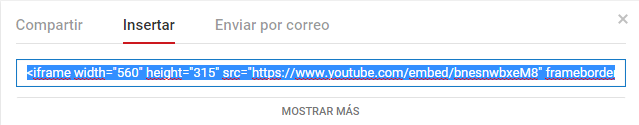 Compartir Insertar Enviar por correo ×
<iframe width="560" height="315" src="https://www.youtube.com/embed/bnesnwbxeM8" frameborder
MOSTRAR MÁS